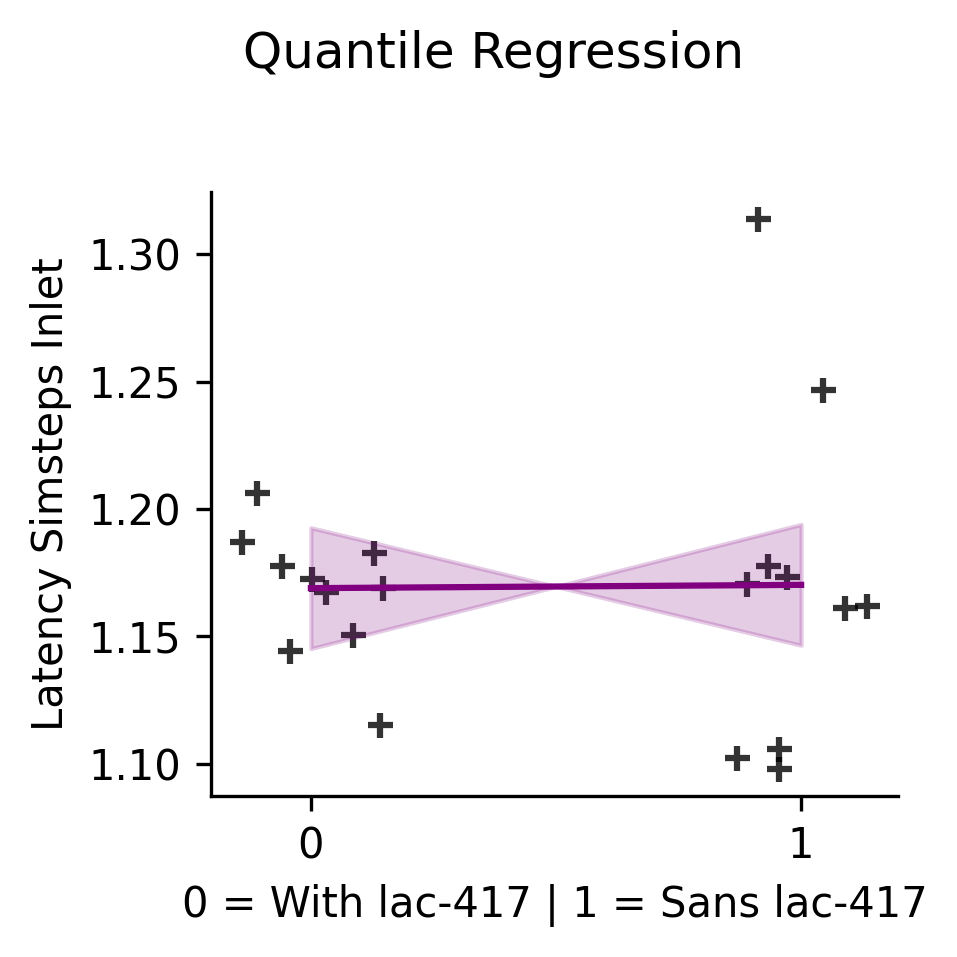 Quantile Regression
Latency Simsteps Inlet
1.30
1.25
1.20
1.15
1.10
0
1
0 = With lac-417 | 1 = Sans lac-417